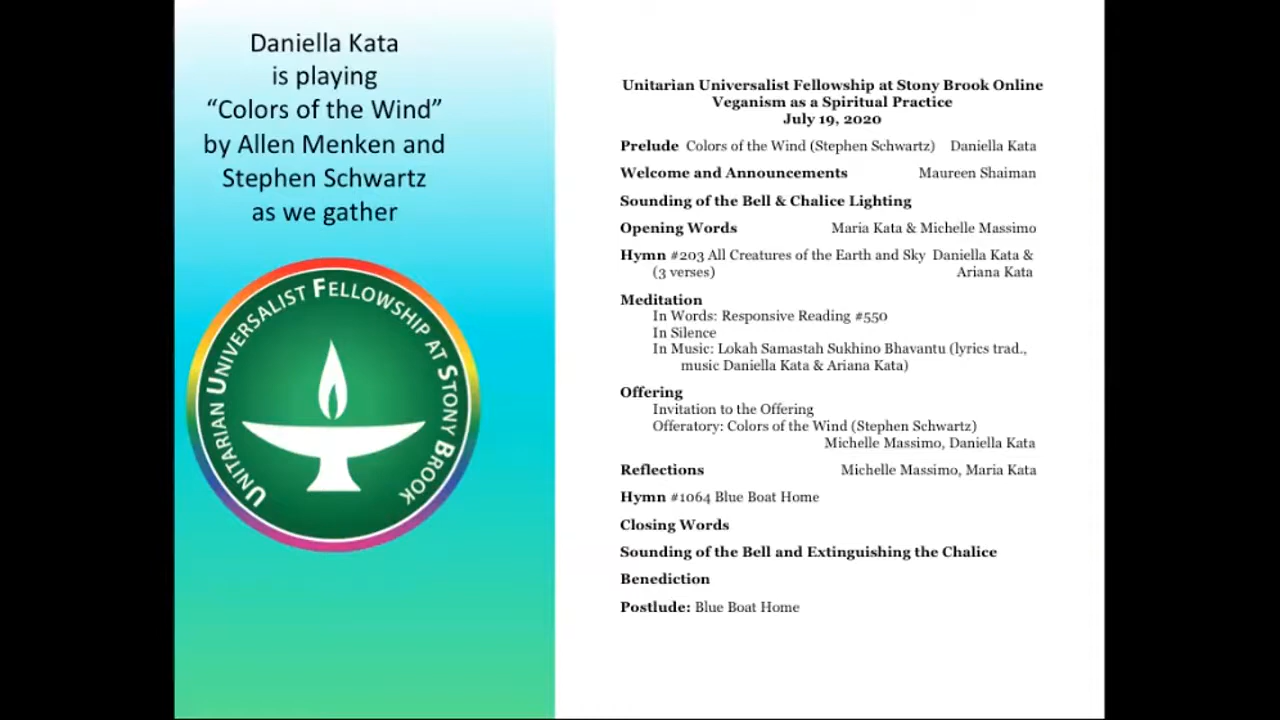 Daniella Kata
is playing
“Colors of the Wind”
by Allen Menken and
Stephen Schwartz
as we gather
UNITARIAN UNIVERSALIST FELLOWSHIP AT STONY BROOK
Unitarian Universalist Fellowship at Stony Brook Online
Veganism as a Spiritual Practice
July 19, 2020
Prelude Colors of the Wind (Stephen Schwartz) Daniella Kata
Welcome and Announcements Maureen Shaiman
Sounding of the Bell & Chalice Lighting
Opening Words Maria Kata & Michelle Massimo
Hymn #203 All Creatures of the Earth and Sky Daniella Kata &
(3 verses) Ariana Kata
Meditation
In Words: Responsive Reading #550
In Silence
In Music: Lokah Samastah Sukhino Bhavantu (lyrics trad.,
music Daniella Kata & Ariana Kata)
Offering
Invitation to the Offering
Offeratory: Colors of the Wind (Stephen Schwartz)
Michelle Massimo, Daniella Kata
Reflections Michelle Massimo, Maria Kata
Hymn #1064 Blue Boat Home
Closing Words
Sounding of the Bell and Extinguishing the Chalice
Benediction
Postlude: Blue Boat Home